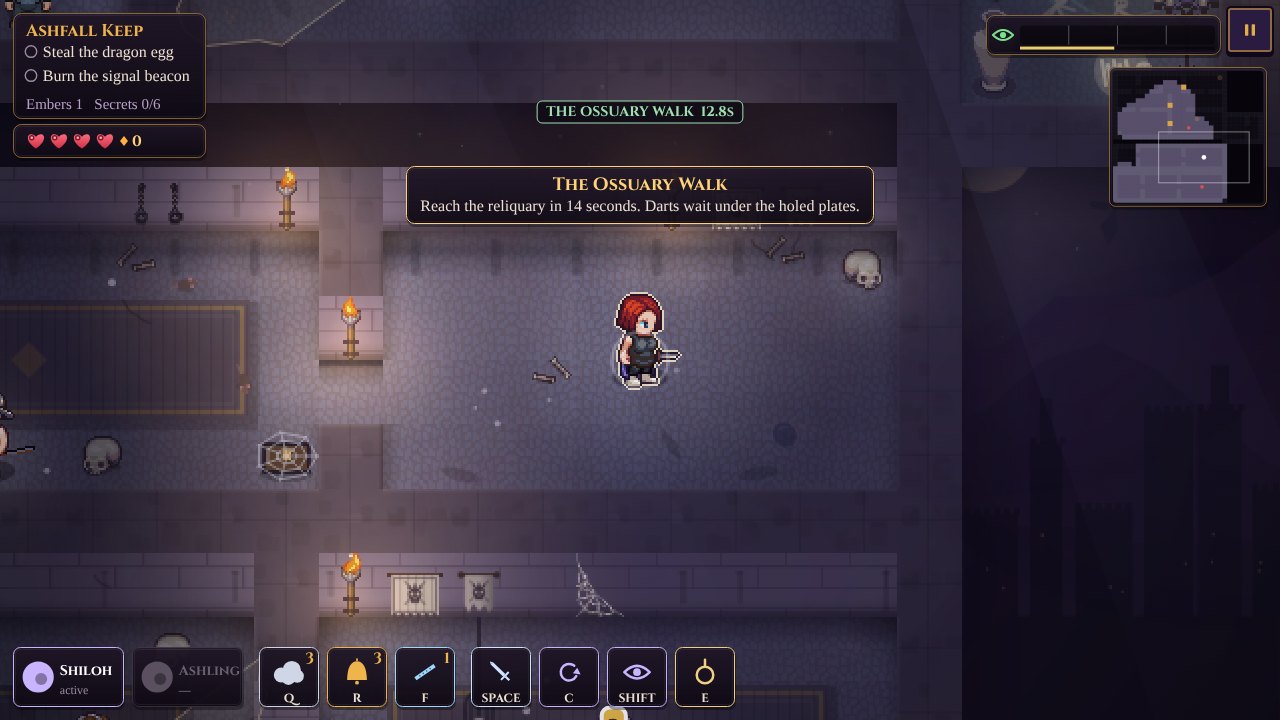 ASHFALL KEEP
Steal the dragon egg
Burn the signal beacon
Embers 1 Secrets 0/6
0
THE OSSUARY WALK 12.8s
THE OSSUARY WALK
Reach the reliquary in 14 seconds. Darts wait under the holed plates.
SHILOH
active
ASHLING
—
3
Q
3
R
1
F
SPACE
C
SHIFT
E